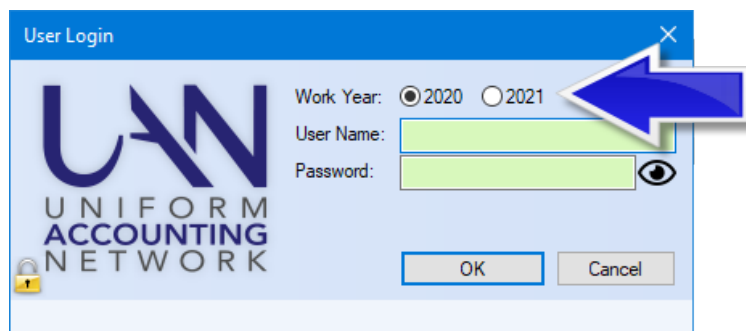 User Login
Work Year: 2020 2021
User Name:
Password:
UAN
UNIFORM
ACCOUNTING
NETWORK
OK Cancel